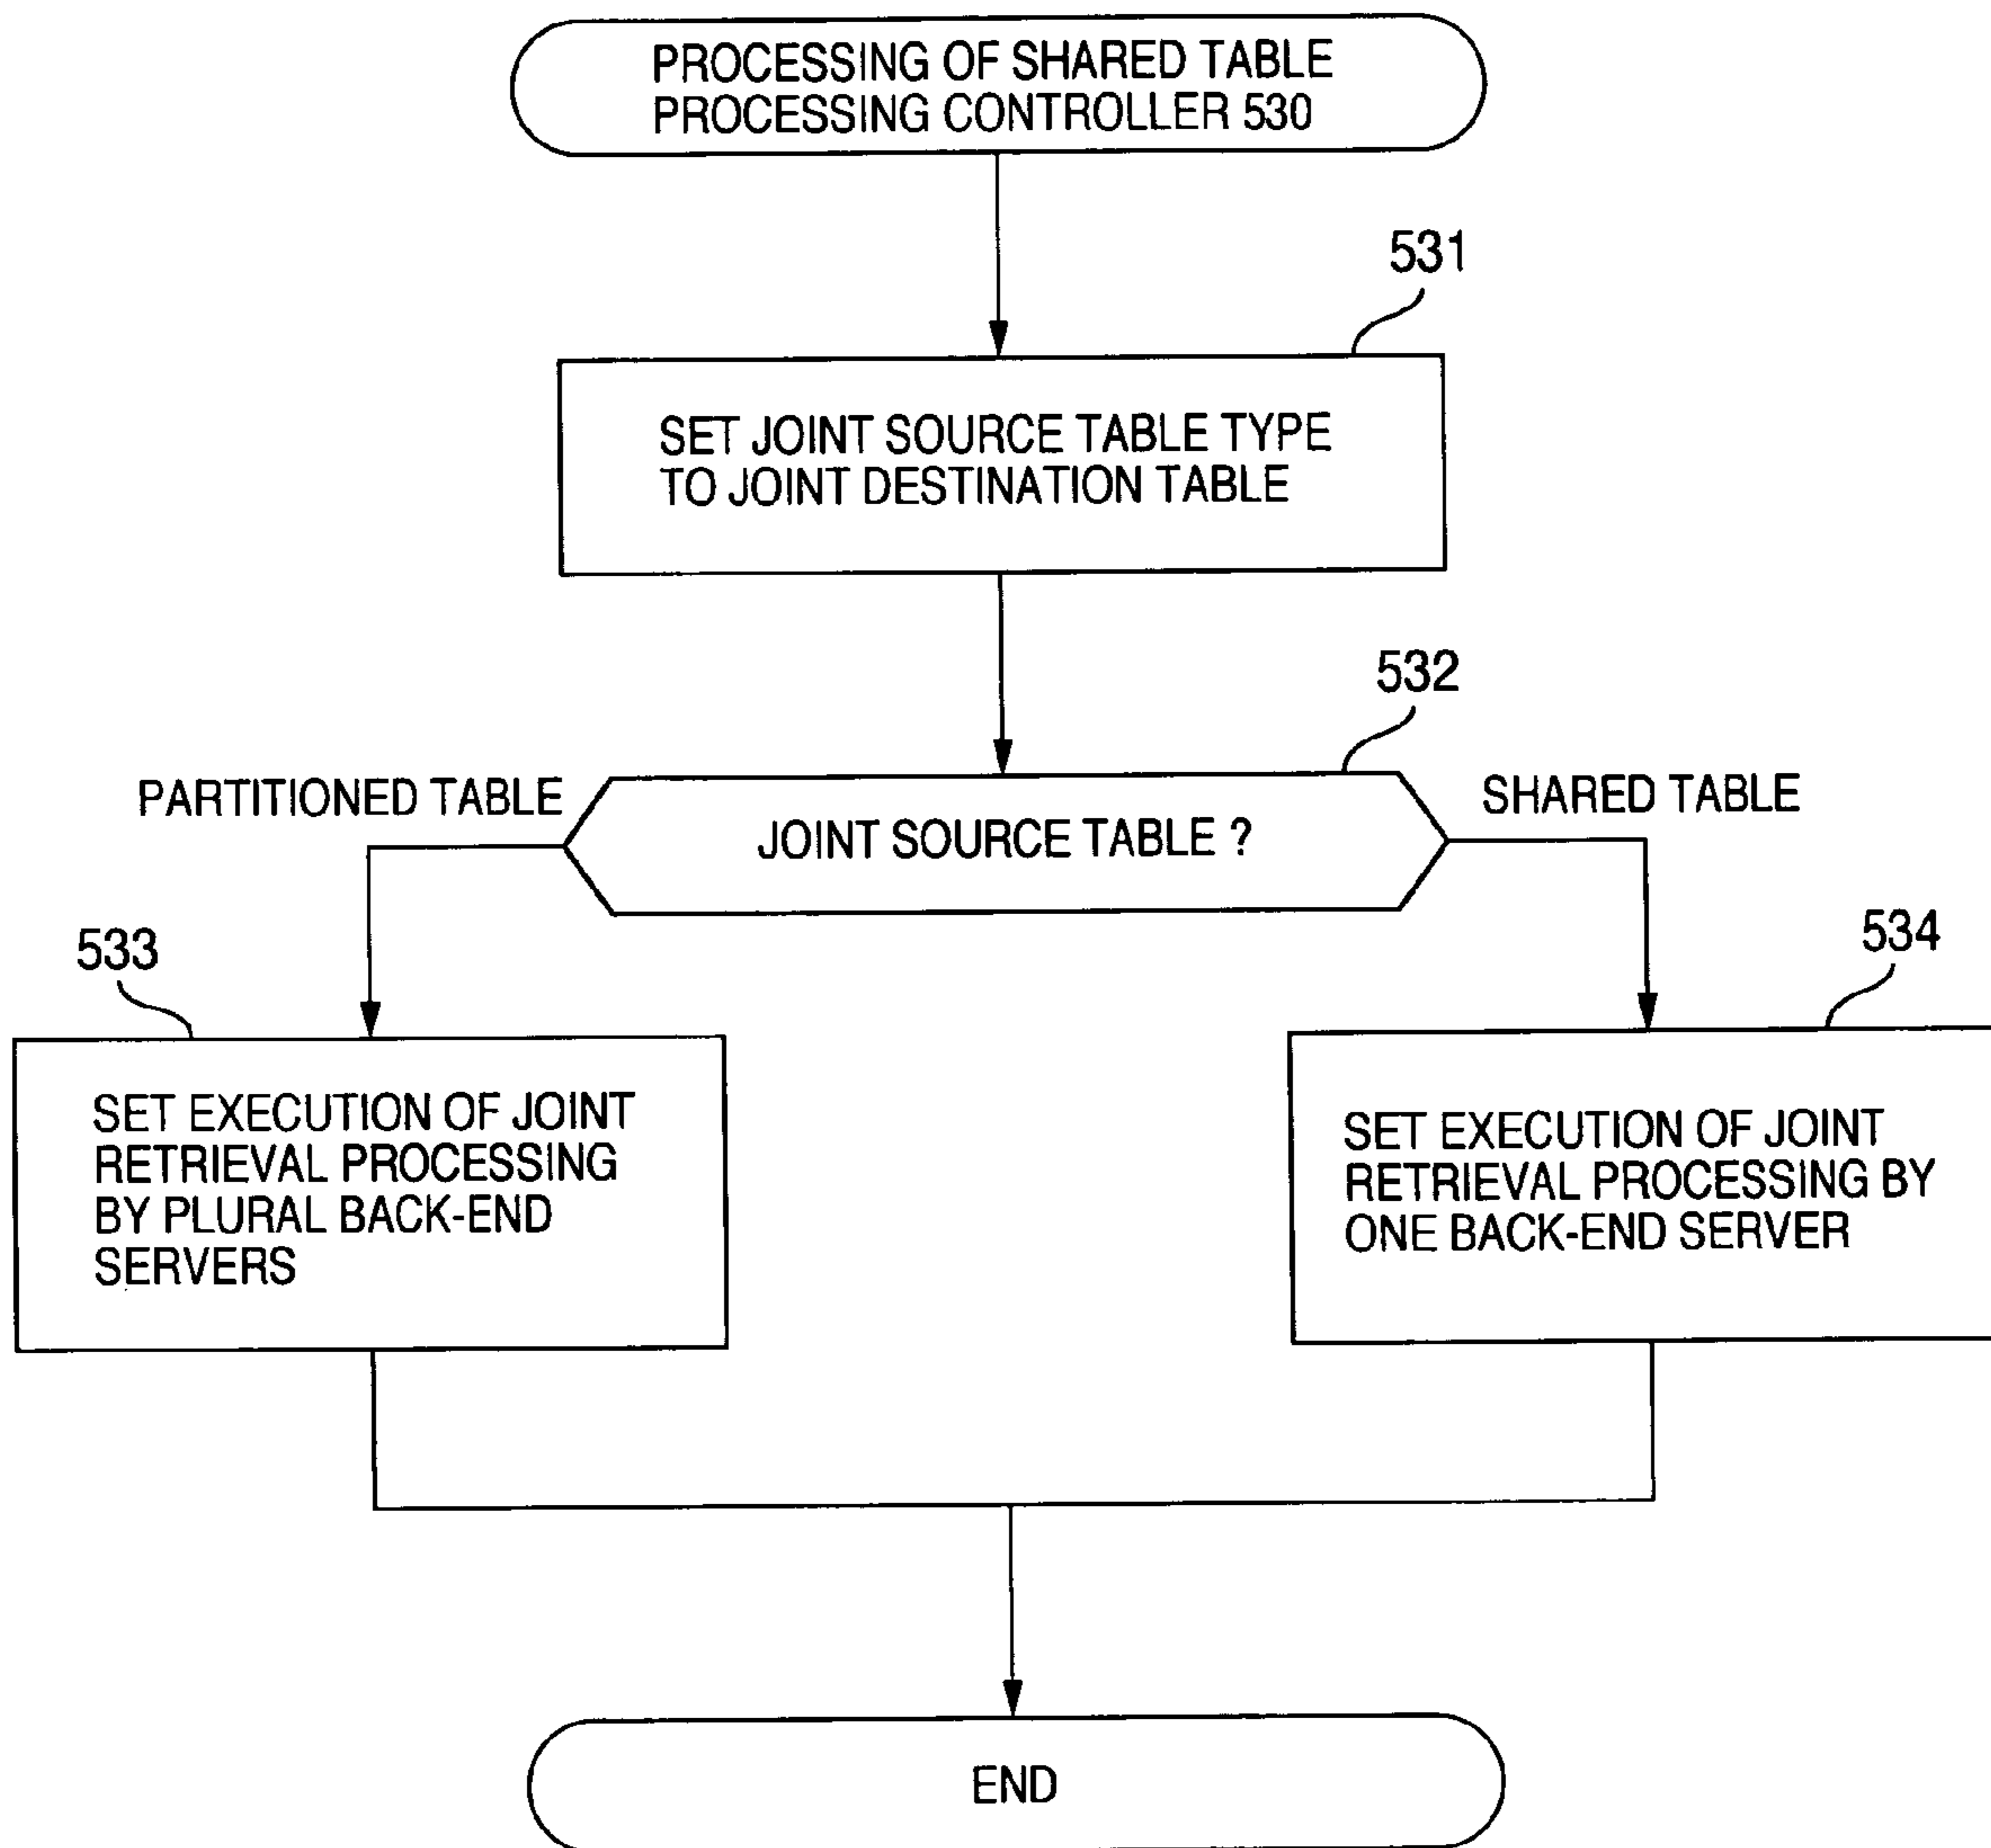 PROCESSING OF SHARED TABLE
PROCESSING CONTROLLER 530
531
SET JOINT SOURCE TABLE TYPE
TO JOINT DESTINATION TABLE
532
PARTITIONED TABLE
JOINT SOURCE TABLE ?
SHARED TABLE
533
534
SET EXECUTION OF JOINT
RETRIEVAL PROCESSING
BY PLURAL BACK-END
SERVERS
SET EXECUTION OF JOINT
RETRIEVAL PROCESSING BY
ONE BACK-END SERVER
END